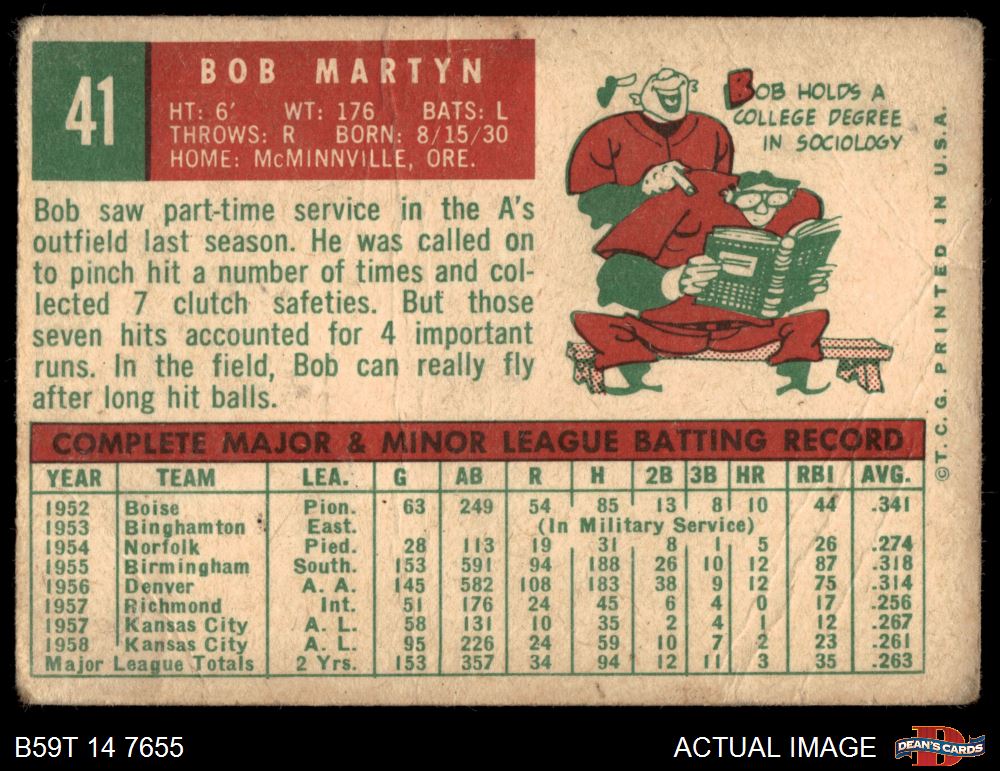 41
BOB MARTYN
HT: 6' WT: 176 BATS: L
THROWS: R BORN: 8/15/30
HOME: McMINNVILLE, ORE.
BOB HOLDS A
COLLEGE DEGREE
IN SOCIOLOGY
Bob saw part-time service in the A's
outfield last season. He was called on
to pinch hit a number of times and col-
lected 7 clutch safeties. But those
seven hits accounted for 4 important
runs. In the field, Bob can really fly
after long hit balls.
©T. C. G. PRINTED IN U.S.A.
COMPLETE MAJOR & MINOR LEAGUE BATTING RECORD
YEAR TEAM LEA. G AB R H 2B 3B HR RBI AVG.
1952 Boise Pion. 63 249 54 85 13 8 10 44 .341
1953 Binghamton East. (In Military Service)
1954 Norfolk Pied. 28 113 19 31 8 1 5 26 .274
1955 Birmingham South. 153 591 94 188 26 10 12 87 .318
1956 Denver A. A. 145 582 108 183 38 9 12 75 .314
1957 Richmond Int. 51 176 24 45 6 4 0 17 .256
1957 Kansas City A. L. 58 131 10 35 2 4 1 12 .267
1958 Kansas City A. L. 95 226 24 59 10 7 2 23 .261
Major League Totals 2 Yrs. 153 357 34 94 12 11 3 35 .263
B59T 14 7655
ACTUAL IMAGE
DEAN'S CARDS